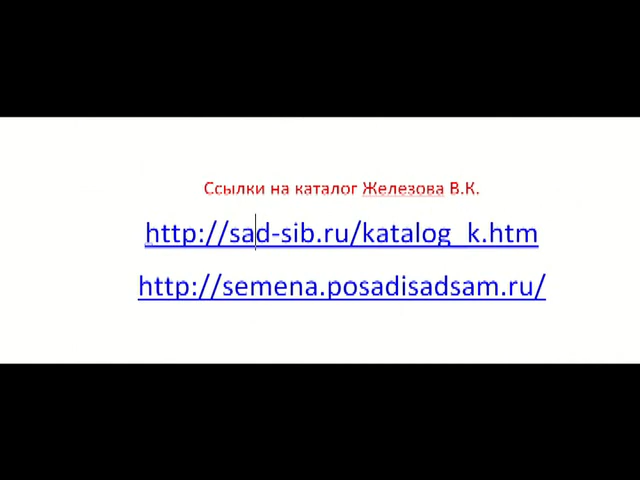 Ссылки на каталог Железова В.К.
http://sad-sib.ru/katalog_k.htm
http://semena.posadisadsam.ru/